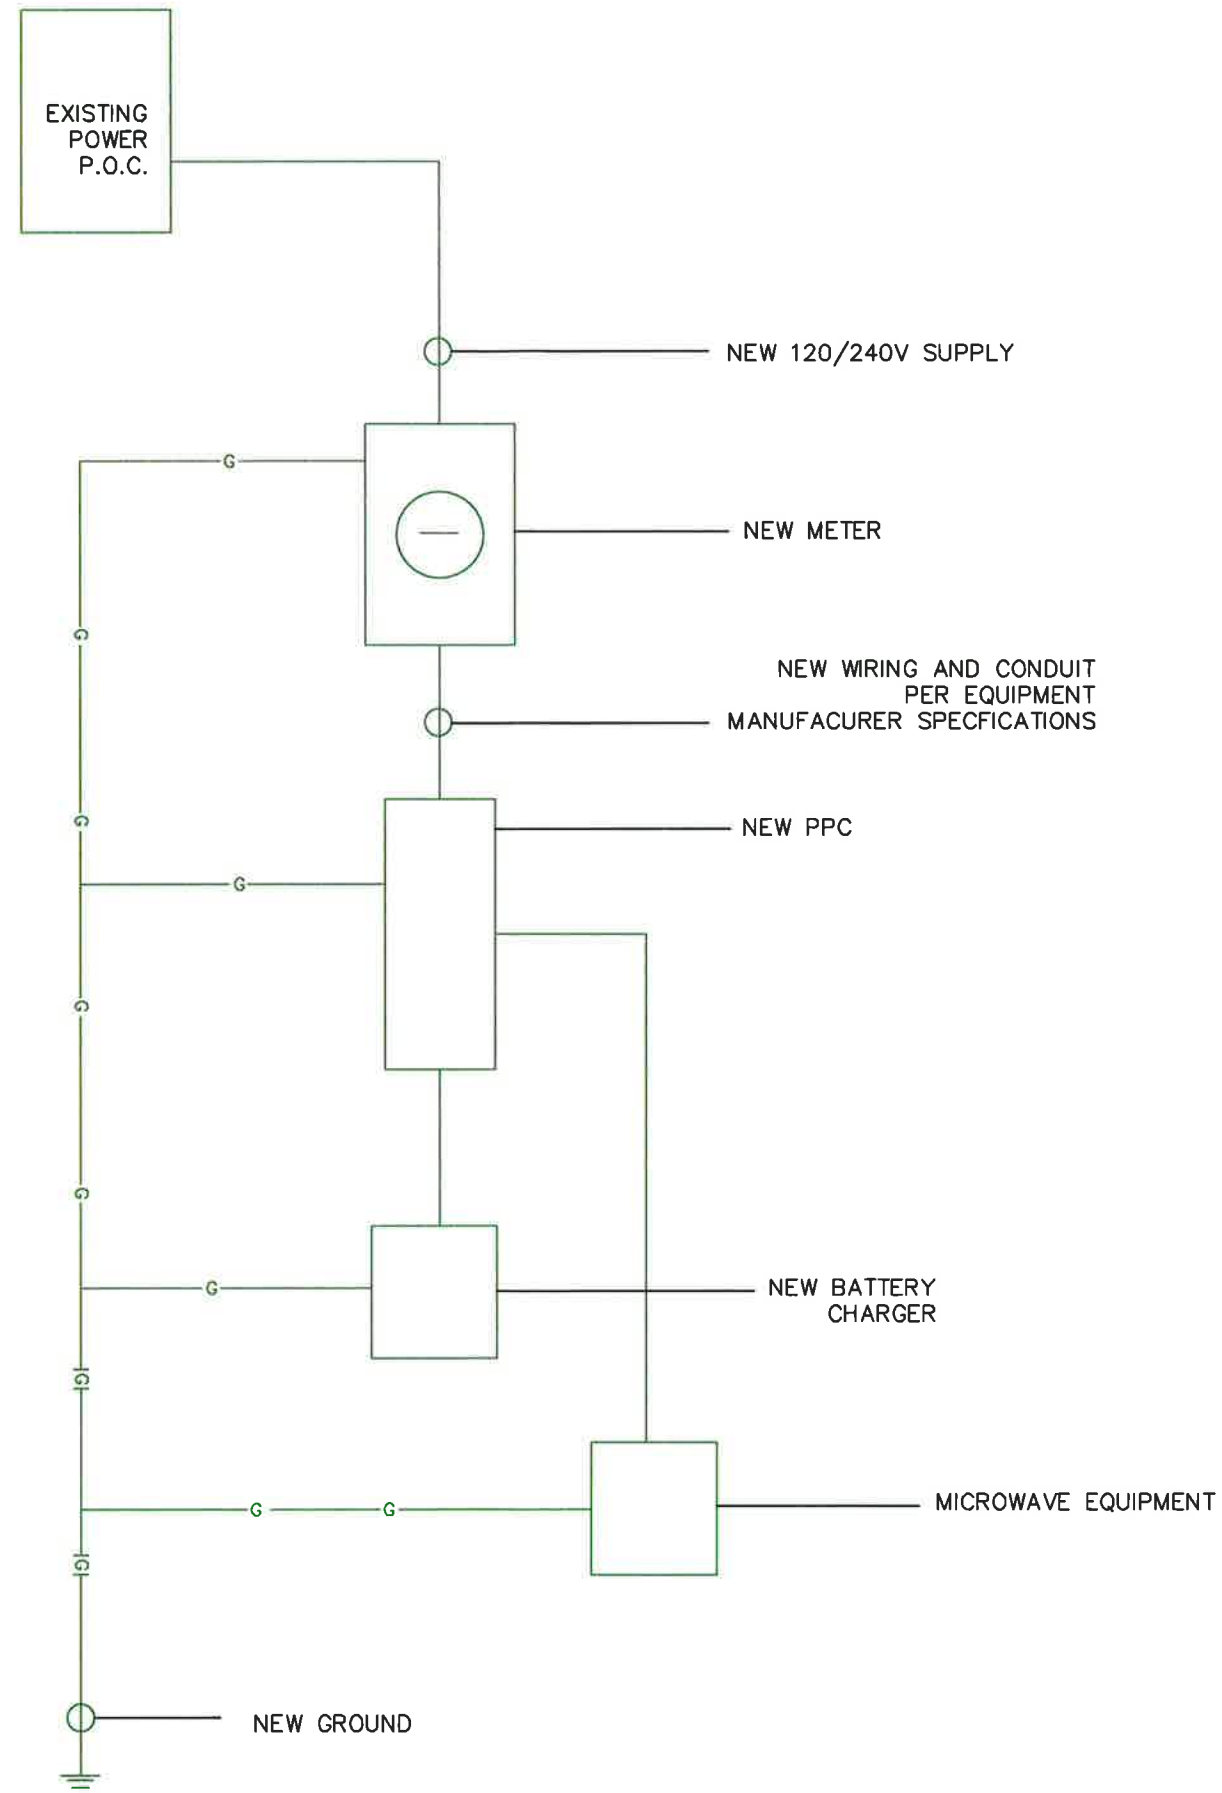 EXISTING
POWER
P.O.C.
NEW 120/240V SUPPLY
G
NEW METER
G
NEW WIRING AND CONDUIT
PER EQUIPMENT
MANUFACURER SPECFICATIONS
G
NEW PPC
G
G
G
G
NEW BATTERY
CHARGER
G
G G
MICROWAVE EQUIPMENT
G
NEW GROUND